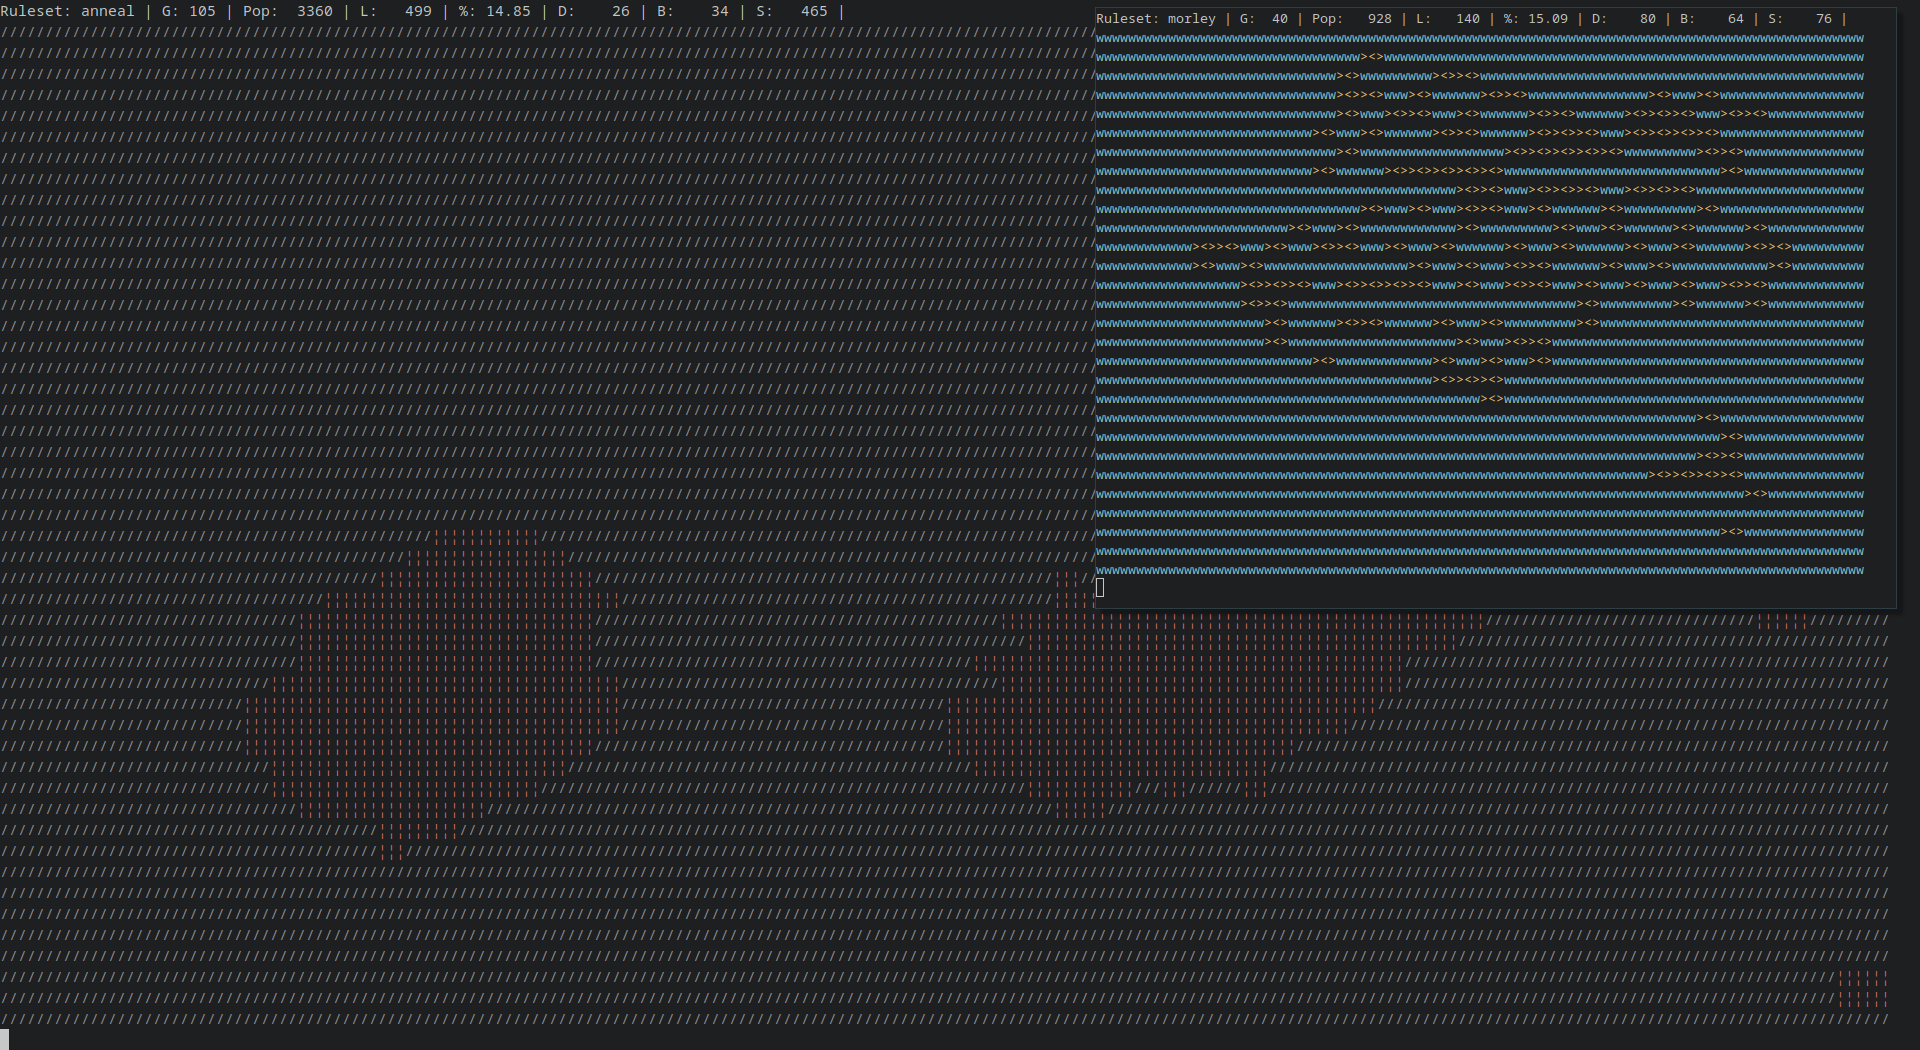 Ruleset: anneal | G: 105 | Pop:  3360 | L:   499 | %: 14.85 | D:    26 | B:    34 | S:   465 |
Ruleset: morley | G:  40 | Pop:   928 | L:   140 | %: 15.09 | D:    80 | B:    64 | S:    76 |